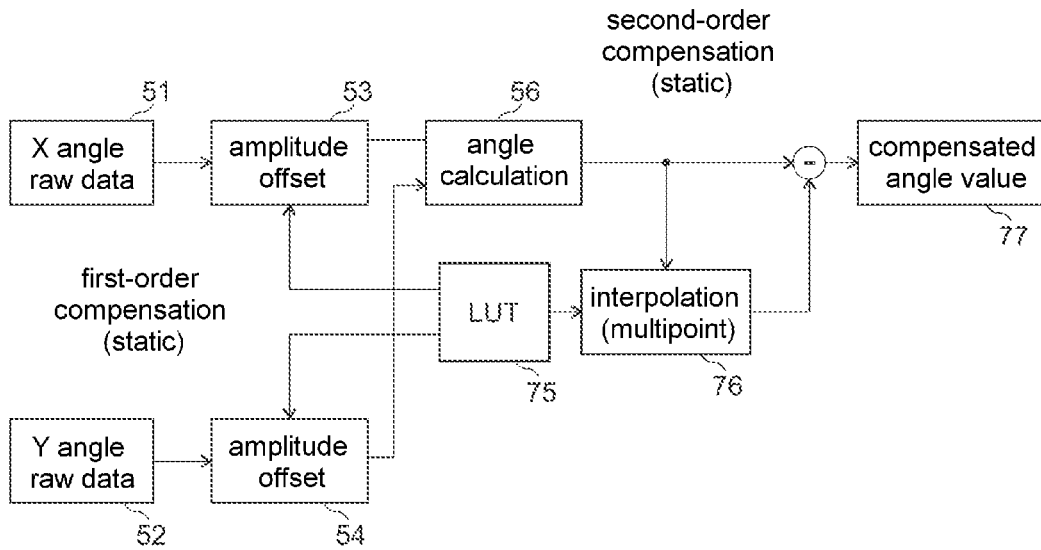 second-order
compensation
(static)
51
53
56
X angle
raw data
amplitude
offset
angle
calculation
-
compensated
angle value
77
first-order
compensation
(static)
LUT
75
interpolation
(multipoint)
76
Y angle
raw data
52
amplitude
offset
54